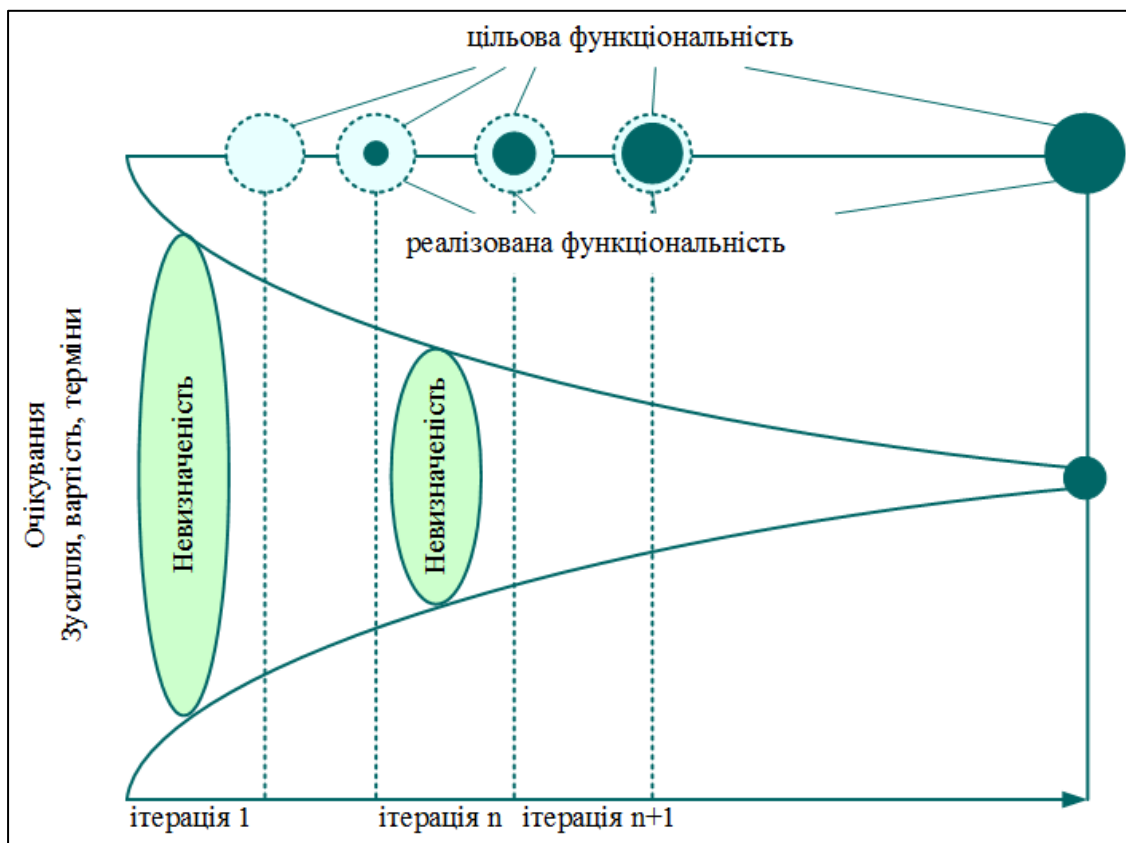 цільова функціональність
реалізована функціональність
Очікування
Зусилля, вартість, терміни
Невизначеність
Невизначеність
ітерація 1
ітерація n
ітерація n+1